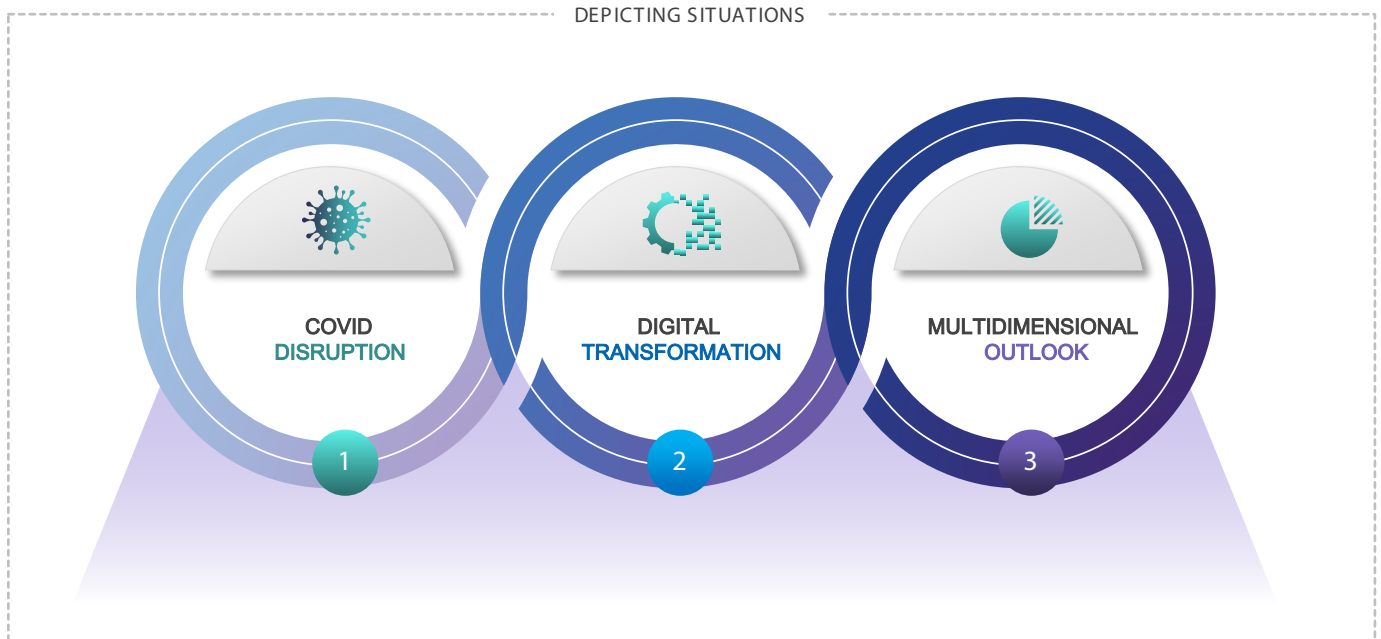 DEPICTING SITUATIONS
COVID
DISRUPTION
DIGITAL
TRANSFORMATION
MULTIDIMENSIONAL
OUTLOOK
1
2
3